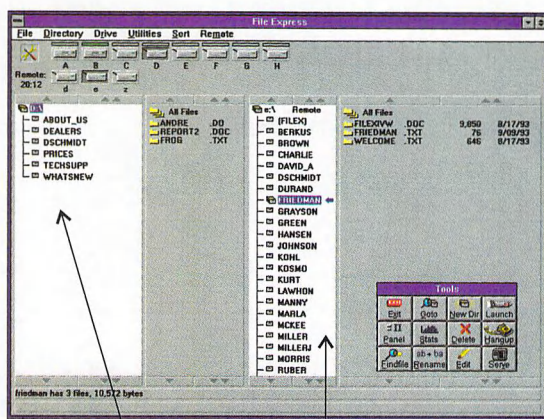 File Express
File Directory Drive Utilities Sort Remote
A B C D E F G H
Remote:
20:12
d e z
D:\
ABOUT_US
DEALERS
DSCHMIDT
PRICES
TECHSUPP
WHATSNEW
All Files
ANDRE .DO
REPORT2 .DOC
FROG .TXT
e:\ Remote
(FILEX)
BERKUS
BROWN
CHARLIE
DAVID_A
DSCHMIDT
DURAND
FRIEDMAN
GRAYSON
GREEN
HANSEN
JOHNSON
KOHL
KOSMO
KURT
LAWHON
MANNY
MARLA
MCKEE
MILLER
MILLERJ
MORRIS
RUBER
All Files
FILEXIVW .DOC 9,850 8/17/93
FRIEDMAN .TXT 76 9/09/93
WELCOME .TXT 646 8/17/93
Tools
Exit Goto New Dir Launch
Panel Stats Delete Hangup
ab→ba
Findfile Rename Edit Serve
friedman has 3 files, 10,572 bytes